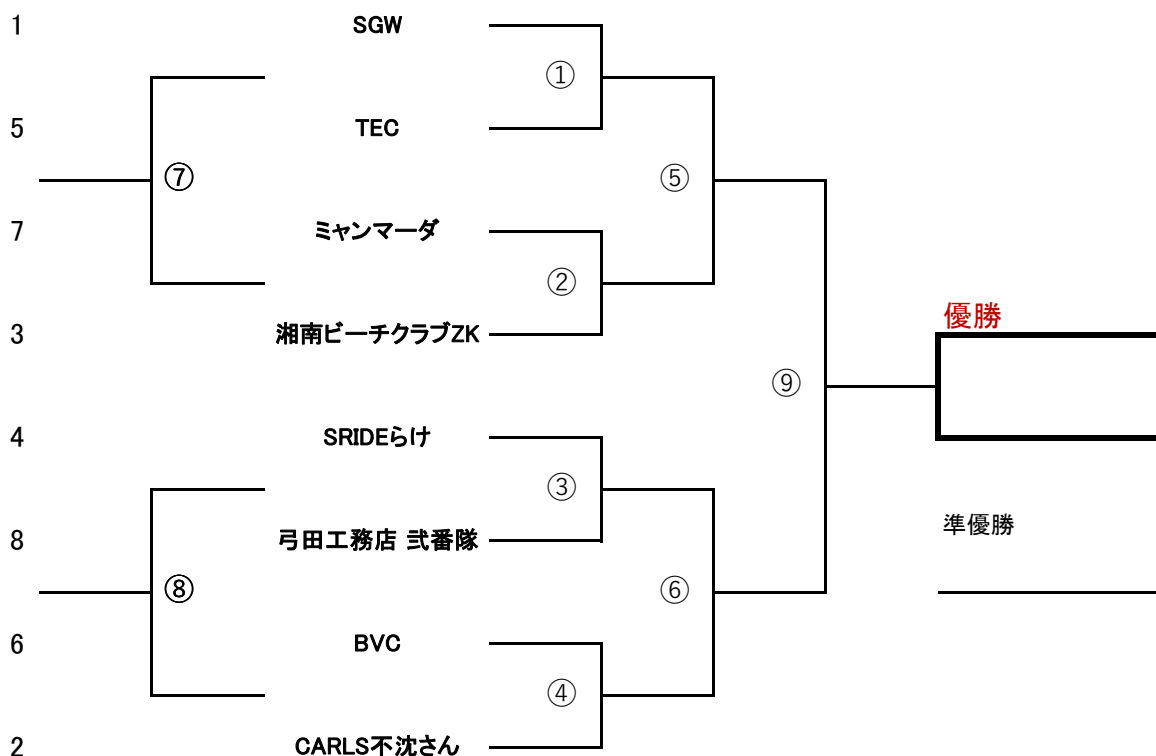 1 SGW
①
5 TEC
⑦ ⑤
7 ミャンマーダ
②
3 湘南ビーチクラブZK
優勝
⑨
4 SRIDEらけ
③
8 弓田工務店 弐番隊
準優勝
⑧ ⑥
6 BVC
④
2 CARLS不沈さん